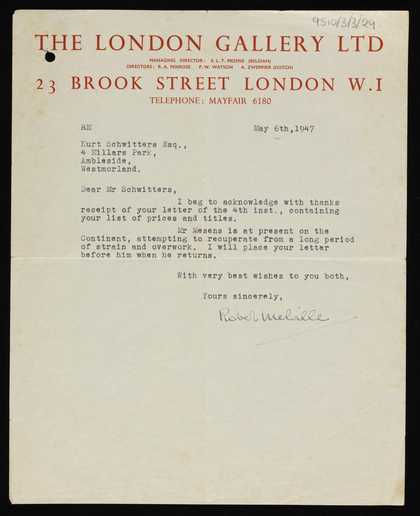 9510/3/3/29
THE LONDON GALLERY LTD
MANAGING DIRECTOR: E. L. T. MESENS (BELGIAN)
DIRECTORS: R. A. PENROSE P. W. WATSON A. ZWEMMER (DUTCH)
23 BROOK STREET LONDON W.1
TELEPHONE: MAYFAIR 6180
RM
May 6th, 1947
Kurt Schwitters Esq.,
4 Millars Park,
Ambleside,
Westmorland.
Dear Mr Schwitters,
I beg to acknowledge with thanks
receipt of your letter of the 4th inst., containing
your list of prices and titles.
Mr Mesens is at present on the
Continent, attempting to recuperate from a long period
of strain and overwork. I will place your letter
before him when he returns.
With very best wishes to you both,
Yours sincerely,
Robert Melville